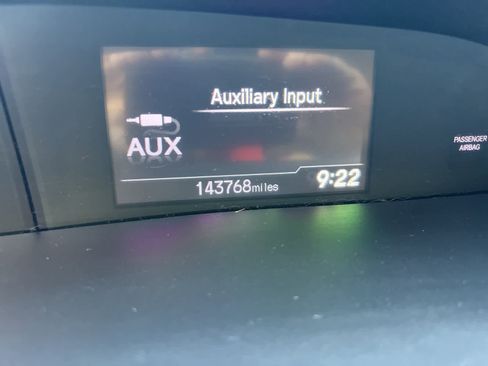 Auxiliary Input
AUX
PASSENGER
AIRBAG
143768miles
9:22